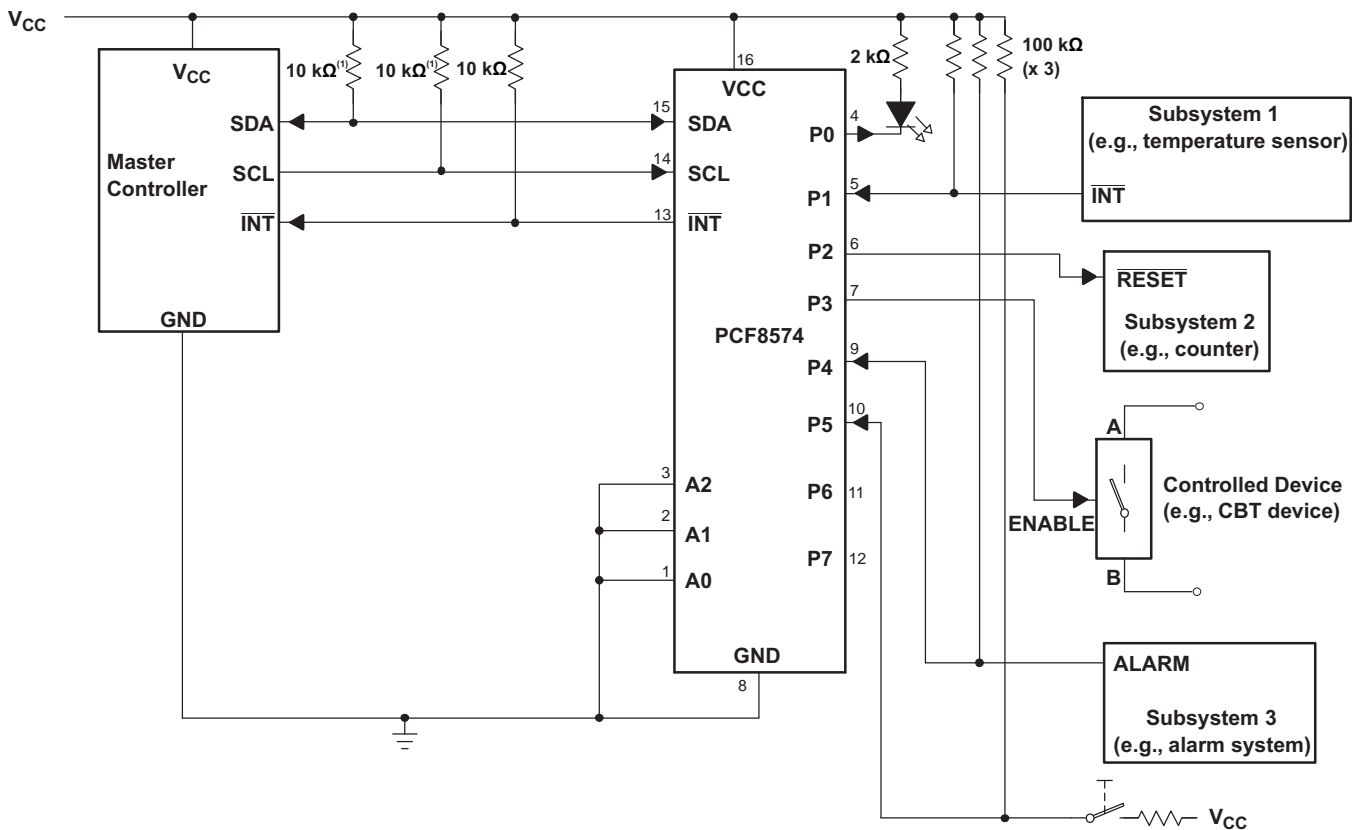 V_CC
V_CC
10 kΩ(1)
10 kΩ(1)
10 kΩ
2 kΩ
100 kΩ
(x 3)
Master
Controller
SDA
SCL
INT
GND
16
VCC
15
SDA
14
SCL
13
INT
PCF8574
3
A2
2
A1
1
A0
GND
8
P0
4
P1
5
P2
6
P3
7
P4
9
P5
10
P6
11
P7
12
Subsystem 1
(e.g., temperature sensor)
INT
RESET
Subsystem 2
(e.g., counter)
A
ENABLE
B
Controlled Device
(e.g., CBT device)
ALARM
Subsystem 3
(e.g., alarm system)
V_CC